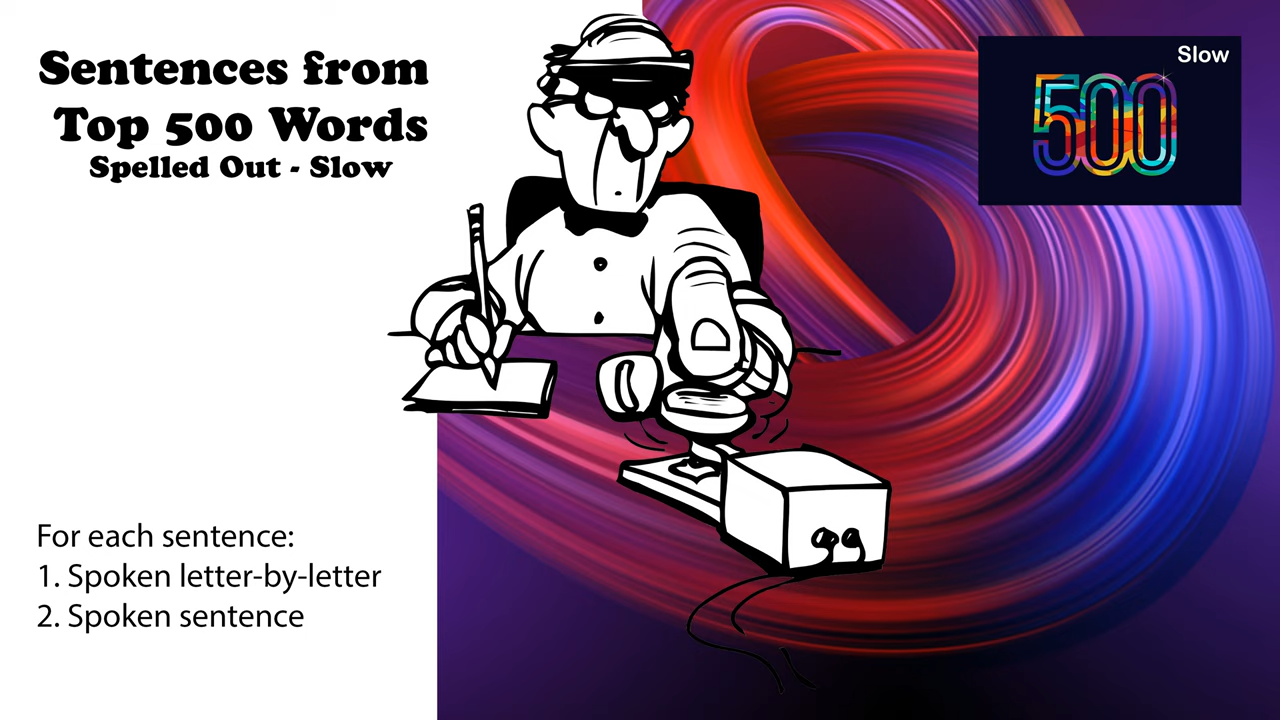 Sentences from
Top 500 Words
Spelled Out - Slow
Slow
500
For each sentence:
1. Spoken letter-by-letter
2. Spoken sentence